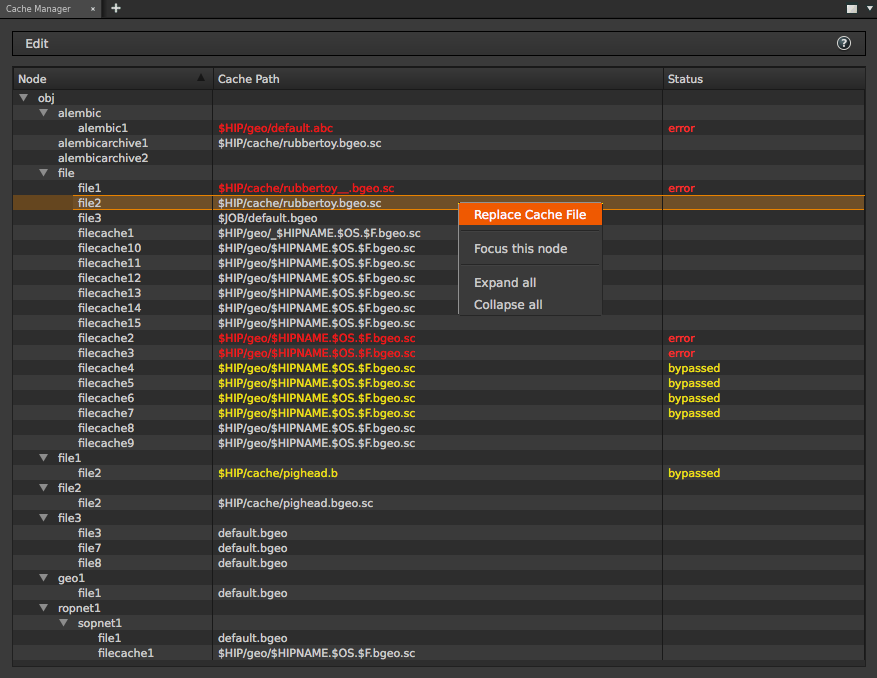 Cache Manager × +
Edit ?
Node Cache Path Status
obj
alembic
alembic1 $HIP/geo/default.abc error
alembicarchive1 $HIP/cache/rubbertoy.bgeo.sc
alembicarchive2
file
file1 $HIP/cache/rubbertoy__.bgeo.sc error
file2 $HIP/cache/rubbertoy.bgeo.sc
Replace Cache File
file3 $JOB/default.bgeo
filecache1 $HIP/geo/_$HIPNAME.$OS.$F.bgeo.sc
filecache10 $HIP/geo/$HIPNAME.$OS.$F.bgeo.sc
Focus this node
filecache11 $HIP/geo/$HIPNAME.$OS.$F.bgeo.sc
filecache12 $HIP/geo/$HIPNAME.$OS.$F.bgeo.sc
Expand all
filecache13 $HIP/geo/$HIPNAME.$OS.$F.bgeo.sc
filecache14 $HIP/geo/$HIPNAME.$OS.$F.bgeo.sc
Collapse all
filecache15 $HIP/geo/$HIPNAME.$OS.$F.bgeo.sc
filecache2 $HIP/geo/$HIPNAME.$OS.$F.bgeo.sc error
filecache3 $HIP/geo/$HIPNAME.$OS.$F.bgeo.sc error
filecache4 $HIP/geo/$HIPNAME.$OS.$F.bgeo.sc bypassed
filecache5 $HIP/geo/$HIPNAME.$OS.$F.bgeo.sc bypassed
filecache6 $HIP/geo/$HIPNAME.$OS.$F.bgeo.sc bypassed
filecache7 $HIP/geo/$HIPNAME.$OS.$F.bgeo.sc bypassed
filecache8 $HIP/geo/$HIPNAME.$OS.$F.bgeo.sc
filecache9 $HIP/geo/$HIPNAME.$OS.$F.bgeo.sc
file1
file2 $HIP/cache/pighead.b bypassed
file2
file2 $HIP/cache/pighead.bgeo.sc
file3
file3 default.bgeo
file7 default.bgeo
file8 default.bgeo
geo1
file1 default.bgeo
ropnet1
sopnet1
file1 default.bgeo
filecache1 $HIP/geo/$HIPNAME.$OS.$F.bgeo.sc